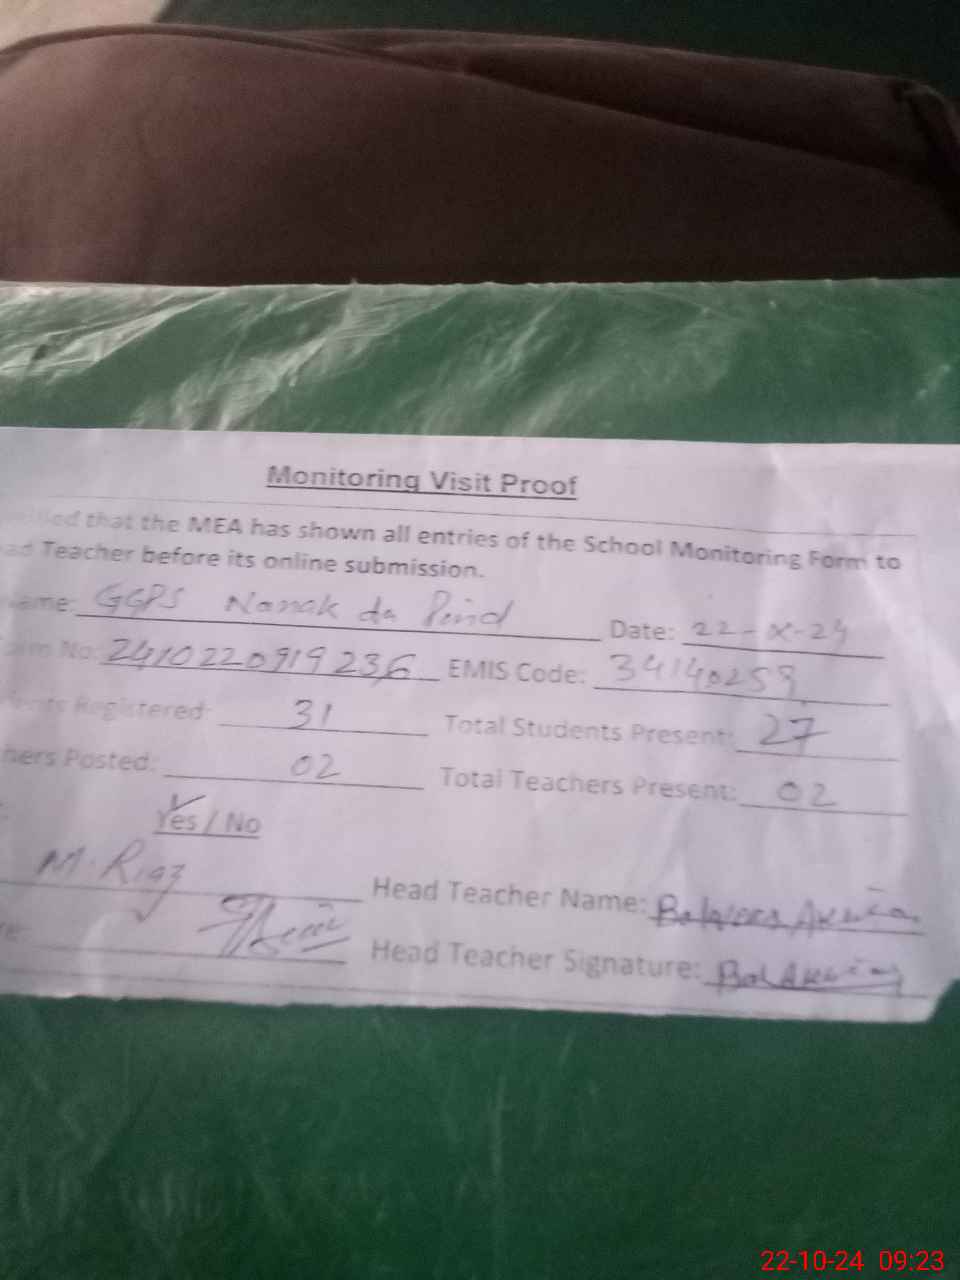 Monitoring Visit Proof
that the MEA has shown all entries of the School Monitoring Form to
Teacher before its online submission.
GGPS Nanak da Pind Date: 22-X-24
No: 2410220919236 EMIS Code: 34140259
Registered: 31 Total Students Present: 27
Posted: 02 Total Teachers Present: 02
Yes / No
M. Riaz Head Teacher Name:
Head Teacher Signature:
22-10-24 09:23